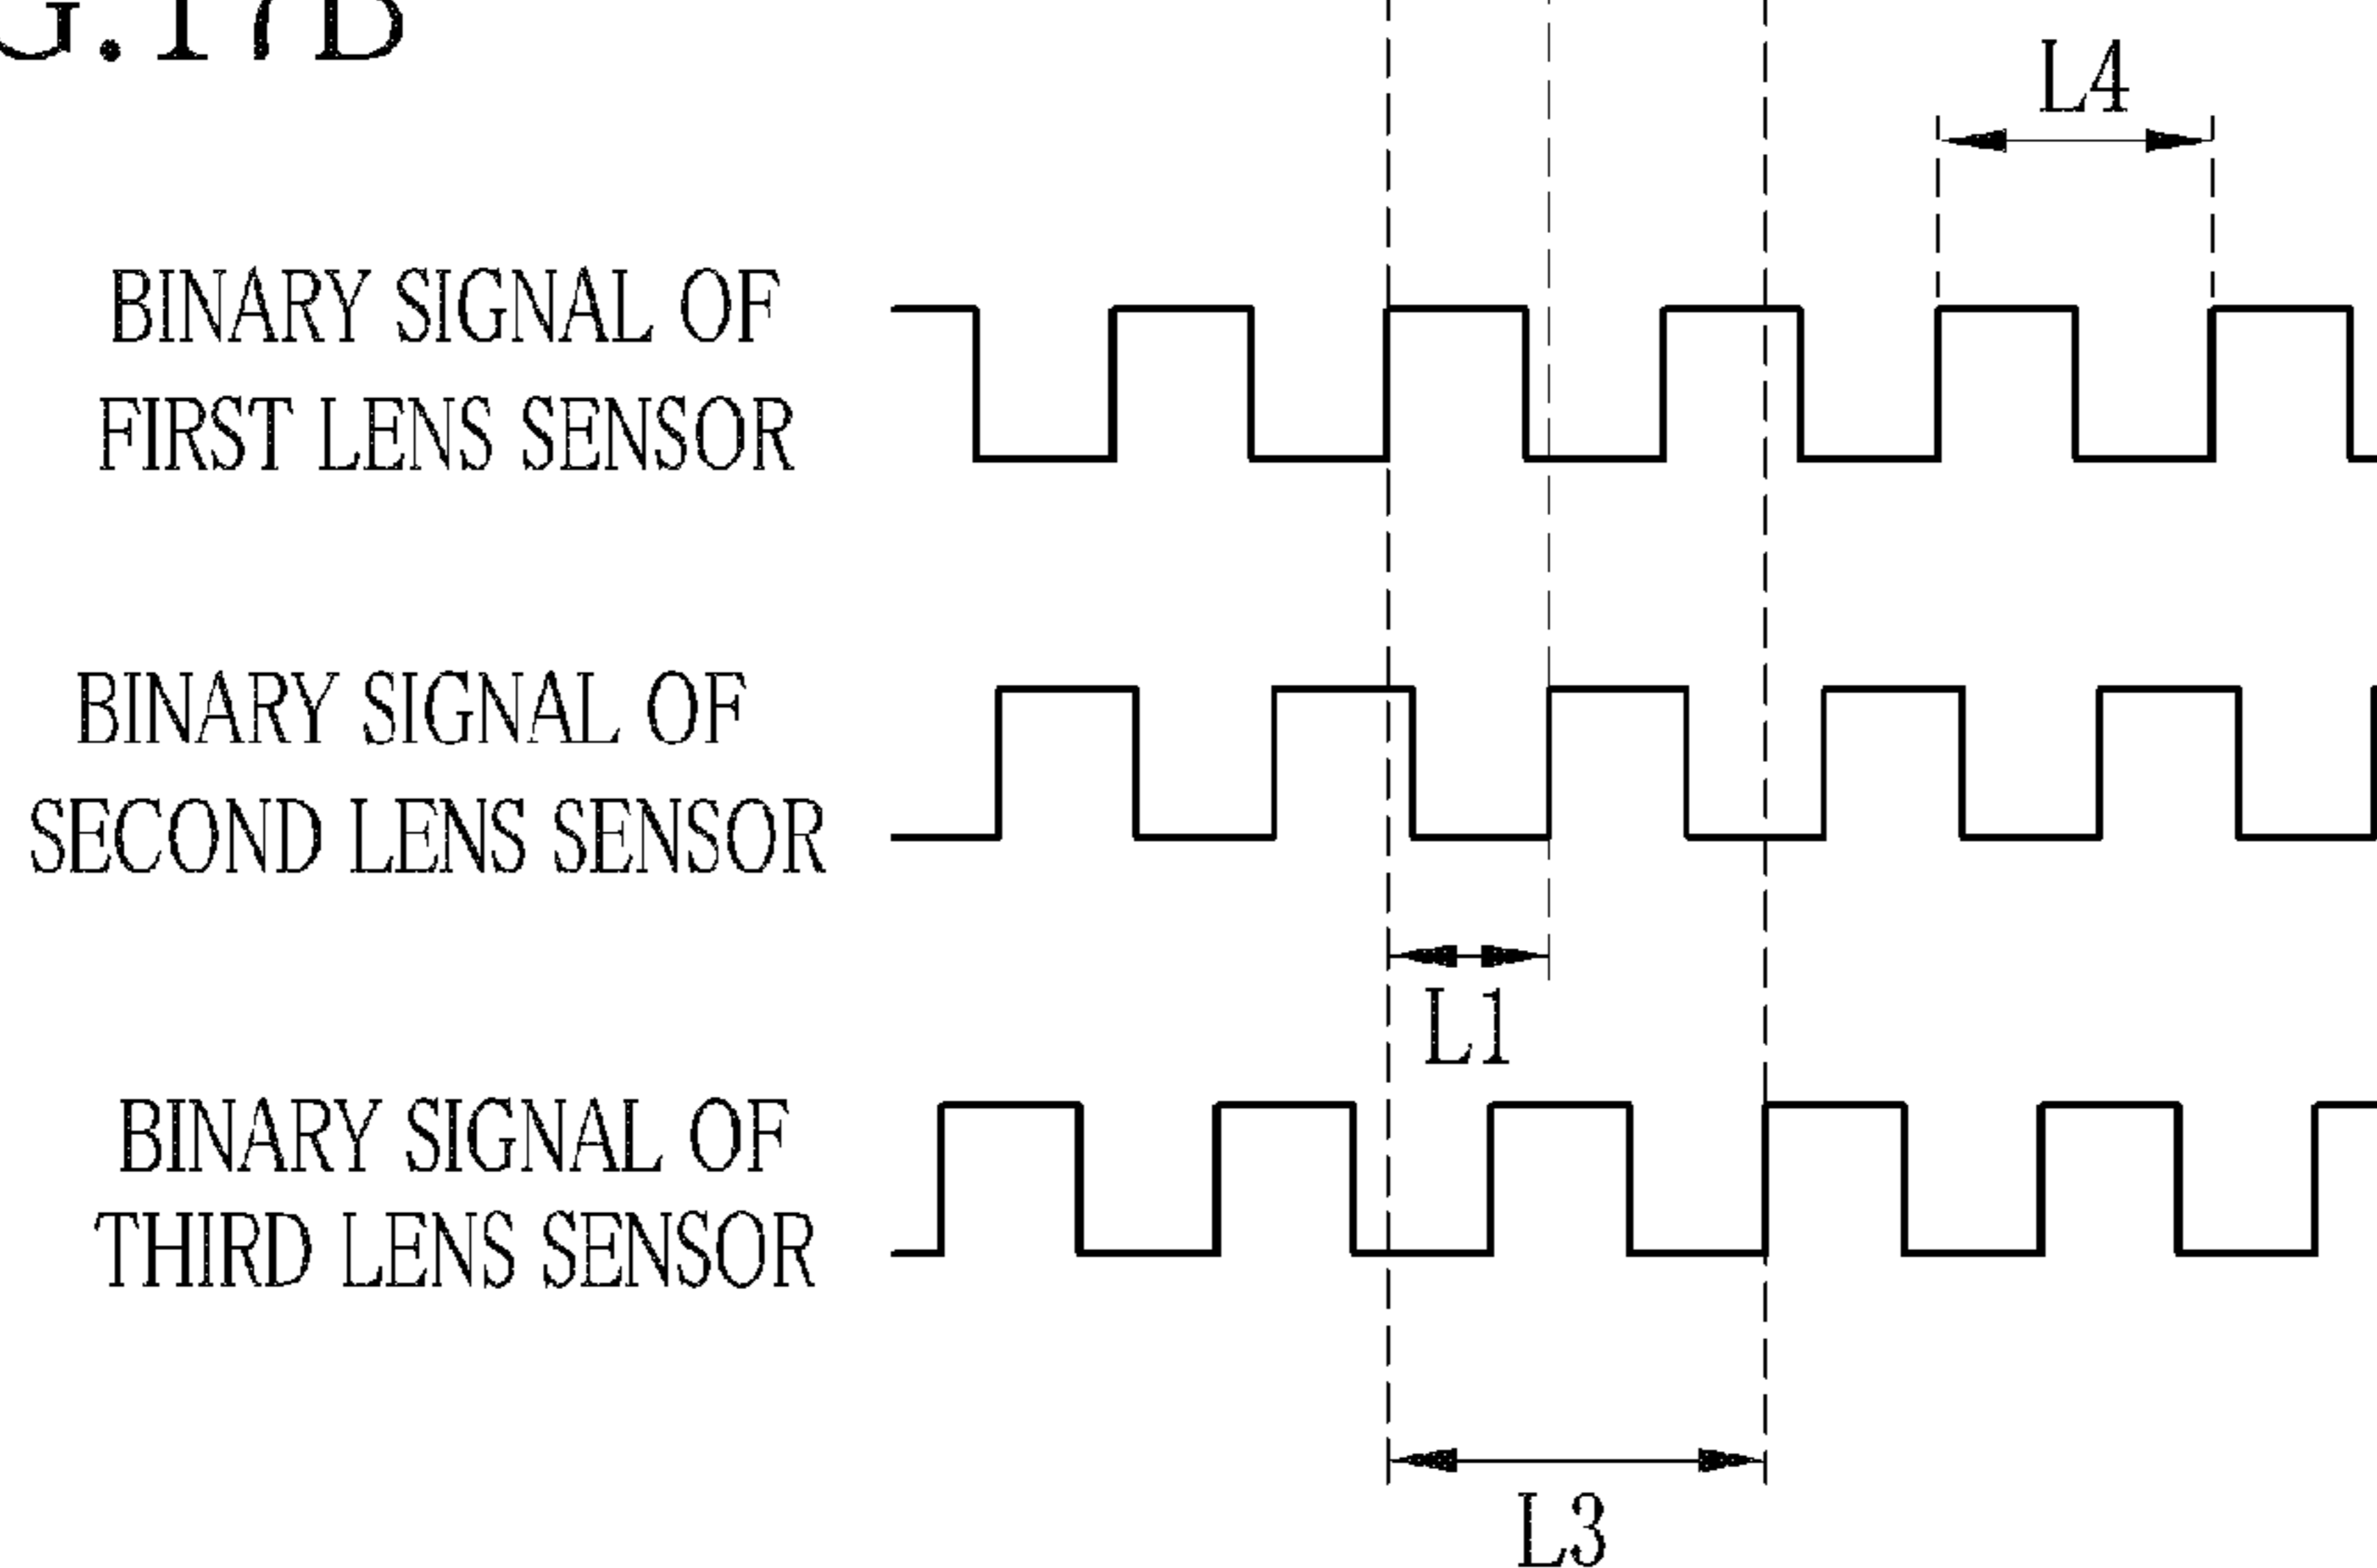 G.17B
L4
BINARY SIGNAL OF
FIRST LENS SENSOR
BINARY SIGNAL OF
SECOND LENS SENSOR
L1
BINARY SIGNAL OF
THIRD LENS SENSOR
L3